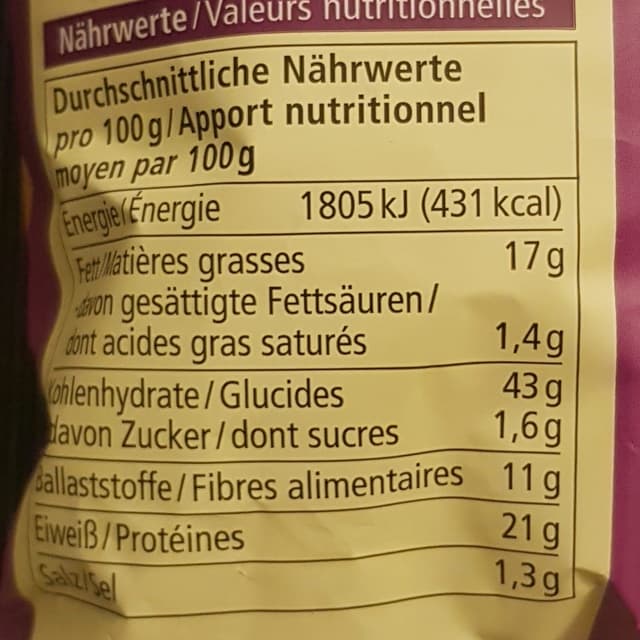 Nährwerte/Valeurs nutritionnelles
Durchschnittliche Nährwerte
pro 100g/Apport nutritionnel
moyen par 100g
Energie/Énergie 1805 kJ (431 kcal)
Fett/Matières grasses 17 g
-davon gesättigte Fettsäuren/
dont acides gras saturés 1,4 g
Kohlenhydrate/Glucides 43 g
davon Zucker/dont sucres 1,6 g
Ballaststoffe/Fibres alimentaires 11 g
Eiweiß/Protéines 21 g
Salz/Sel 1,3 g